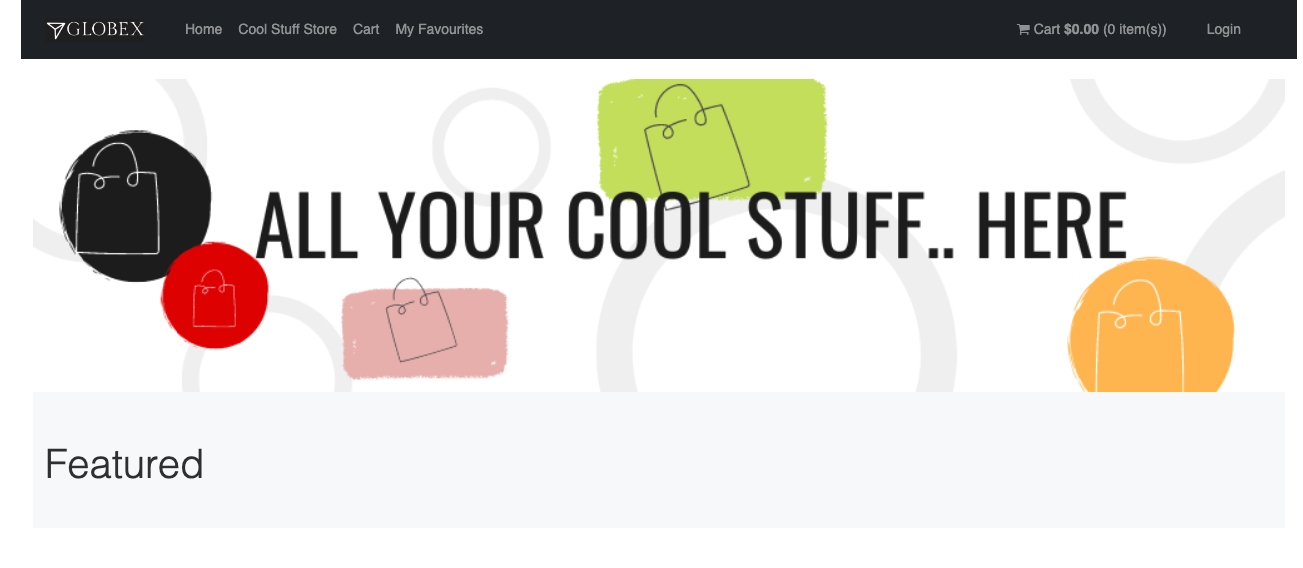 GLOBEX Home Cool Stuff Store Cart My Favourites Cart $0.00 (0 item(s)) Login
ALL YOUR COOL STUFF.. HERE
Featured